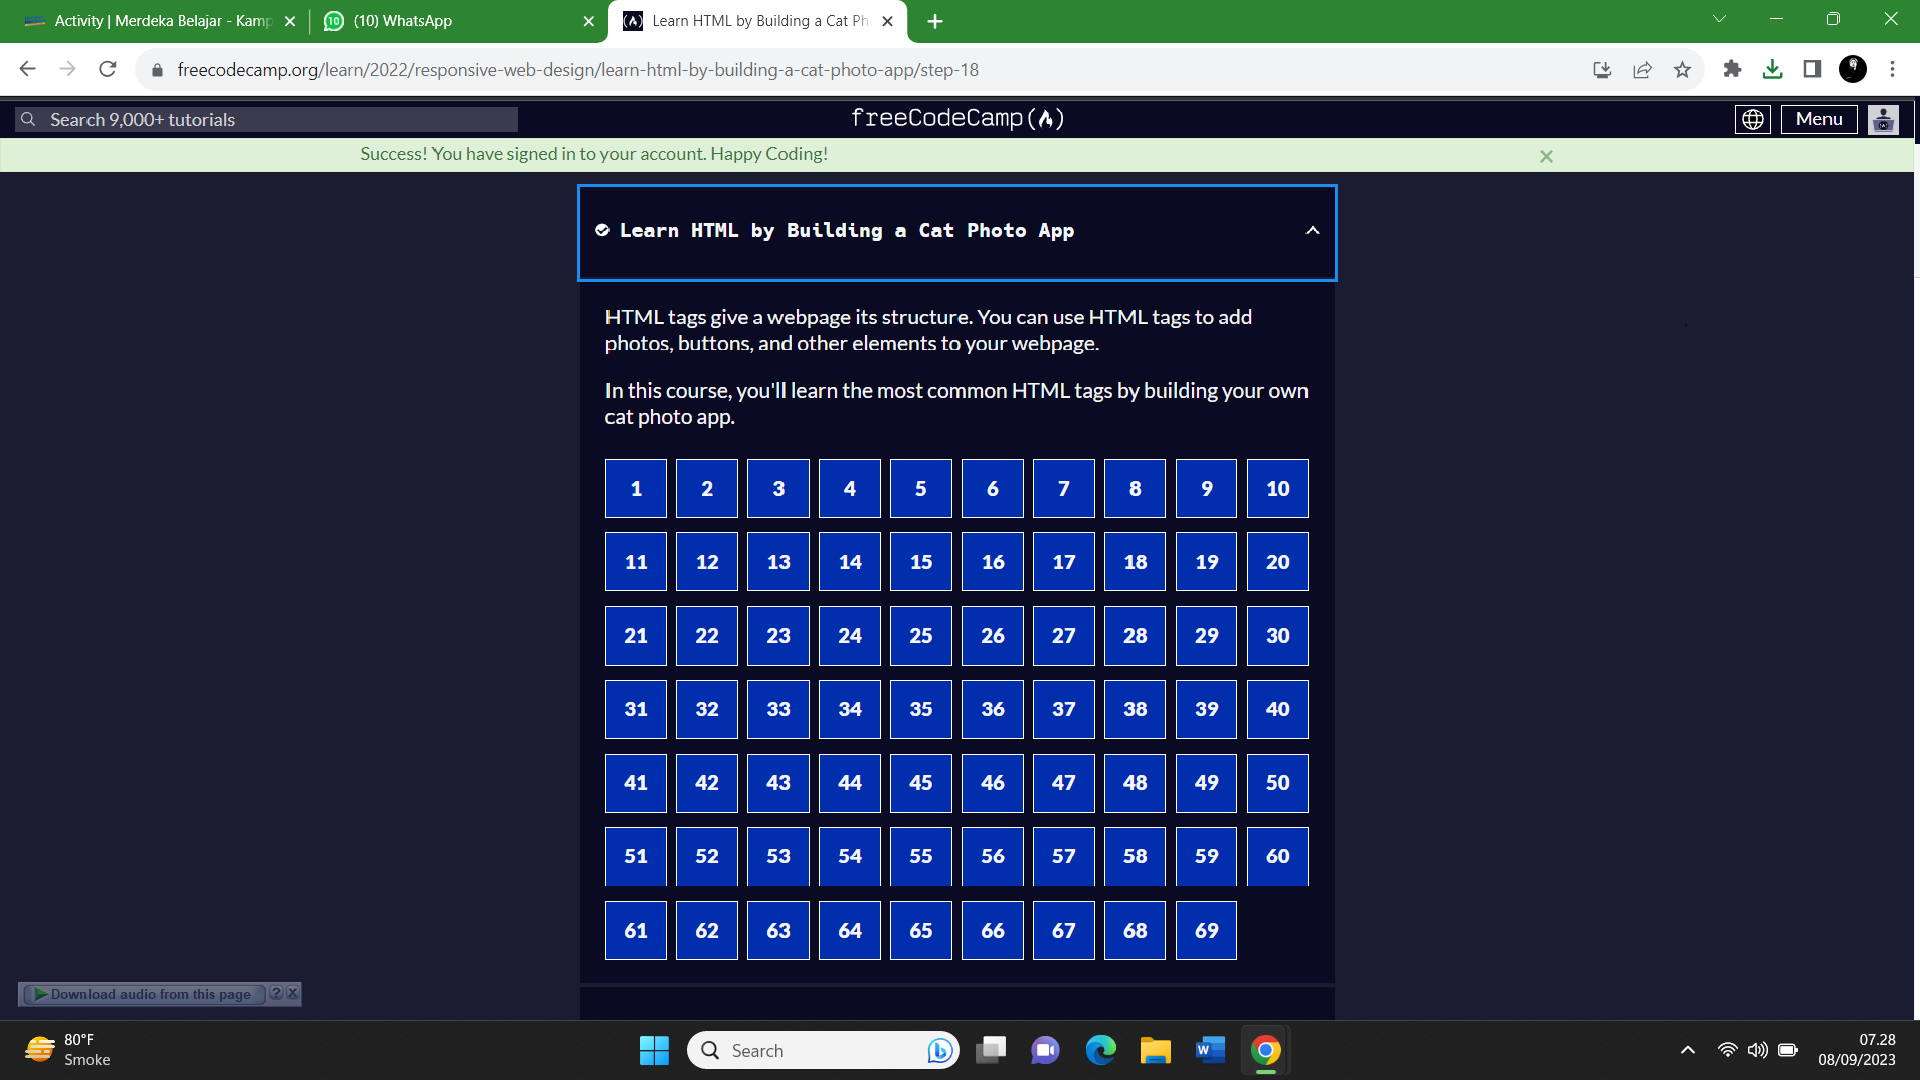 Activity | Merdeka Belajar - Kamp
(10) WhatsApp
Learn HTML by Building a Cat Ph
freecodecamp.org/learn/2022/responsive-web-design/learn-html-by-building-a-cat-photo-app/step-18
Search 9,000+ tutorials
freeCodeCamp
Menu
Success! You have signed in to your account. Happy Coding!
Learn HTML by Building a Cat Photo App
HTML tags give a webpage its structure. You can use HTML tags to add
photos, buttons, and other elements to your webpage.
In this course, you'll learn the most common HTML tags by building your own
cat photo app.
1 2 3 4 5 6 7 8 9 10
11 12 13 14 15 16 17 18 19 20
21 22 23 24 25 26 27 28 29 30
31 32 33 34 35 36 37 38 39 40
41 42 43 44 45 46 47 48 49 50
51 52 53 54 55 56 57 58 59 60
61 62 63 64 65 66 67 68 69
Download audio from this page ?
80°F
Smoke
Search
07.28
08/09/2023